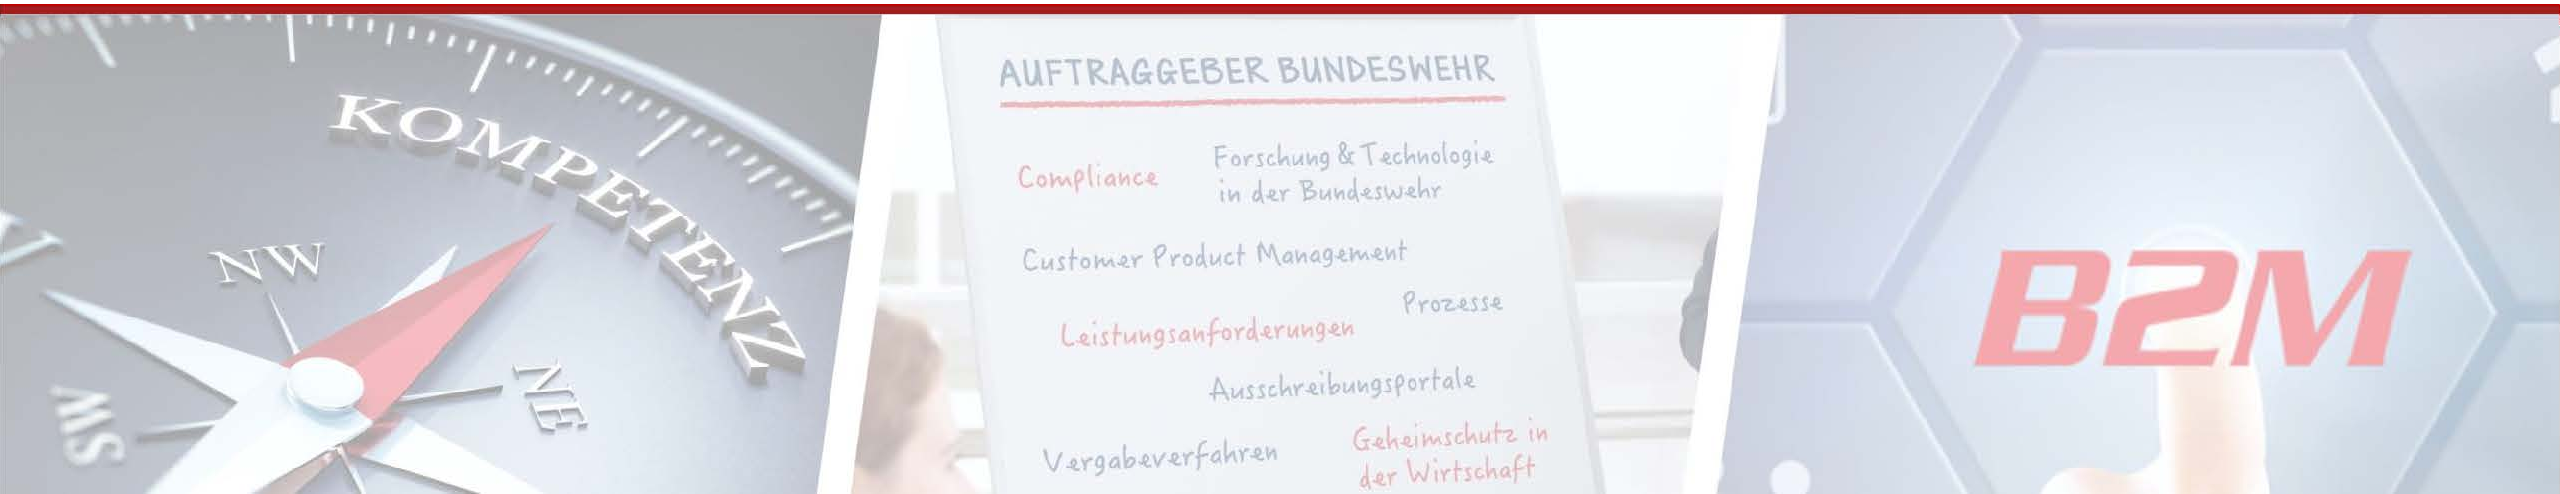 KOMPETENZ
NW
NE
SW
AUFTRAGGEBER BUNDESWEHR
Compliance
Forschung & Technologie
in der Bundeswehr
Customer Product Management
Prozesse
Leistungsanforderungen
Ausschreibungsportale
Vergabeverfahren
Geheimschutz in
der Wirtschaft
B2M